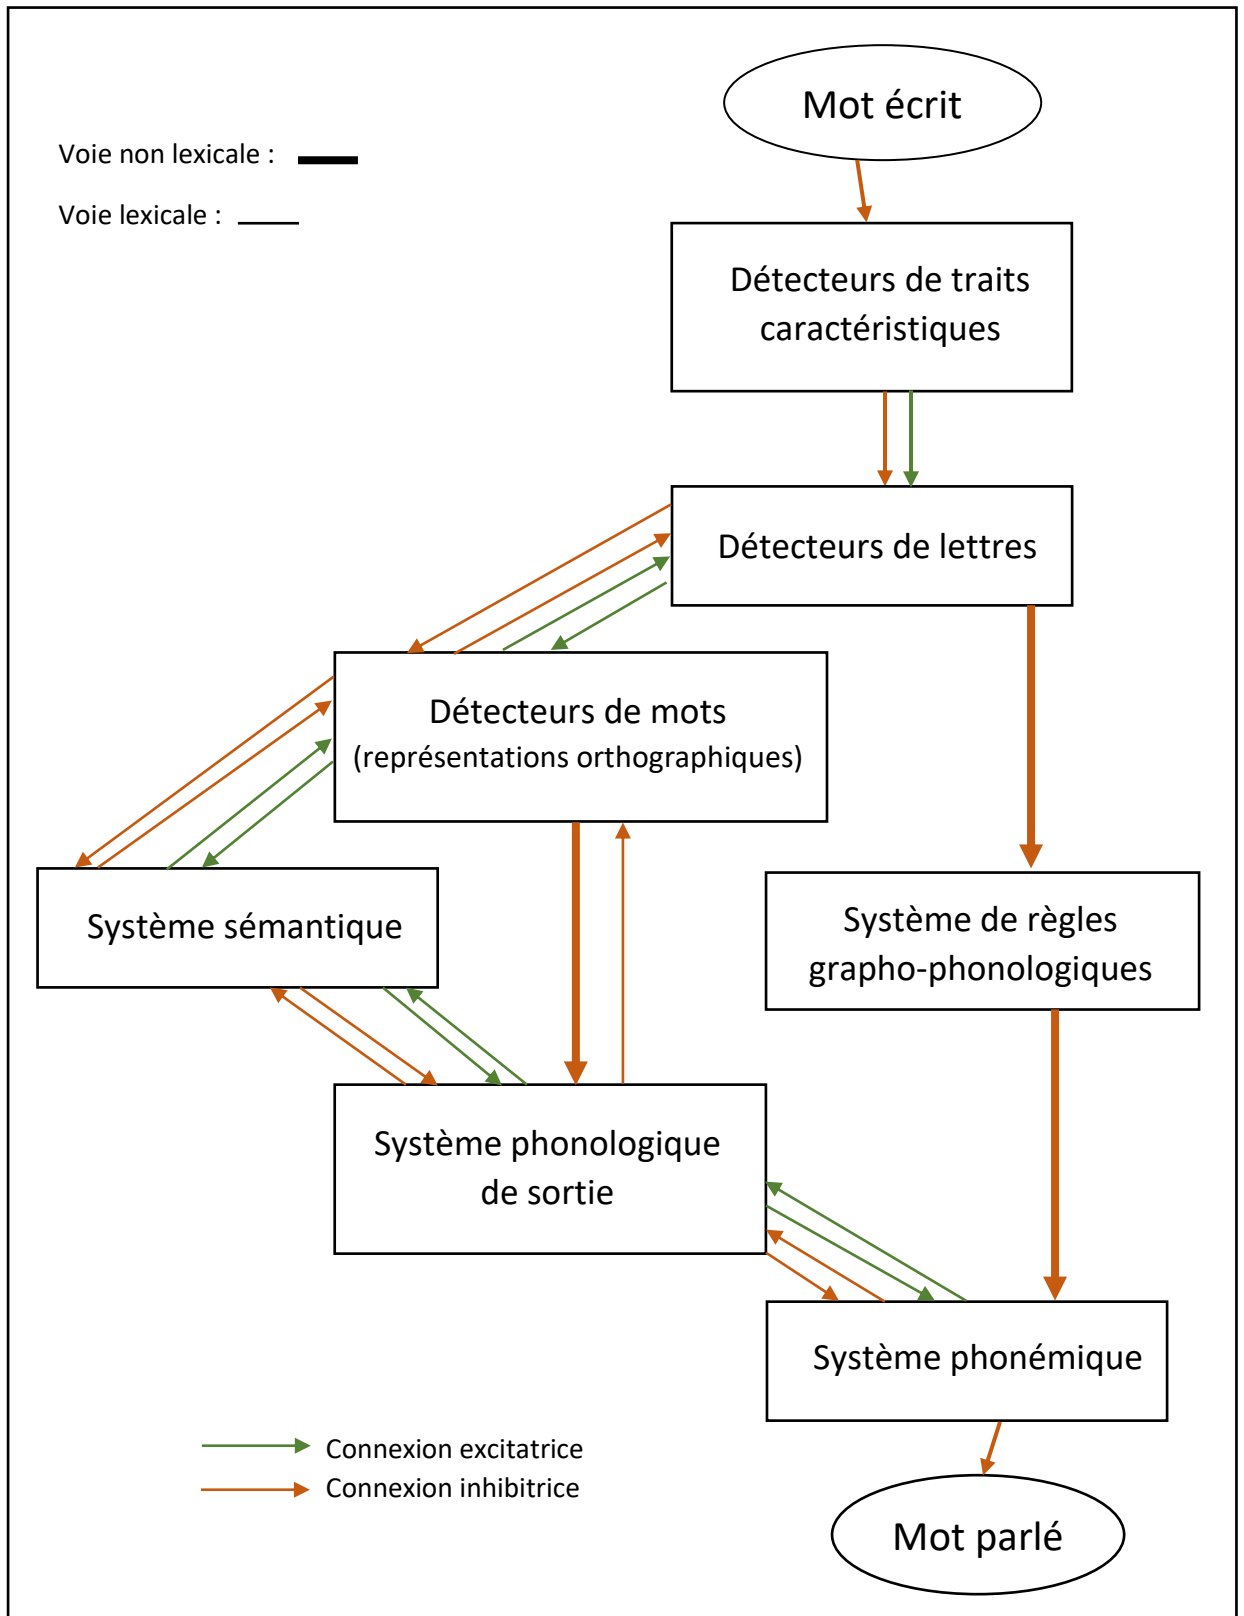 Mot écrit
Voie non lexicale :
Voie lexicale :
Détecteurs de traits
caractéristiques
Détecteurs de lettres
Détecteurs de mots
(représentations orthographiques)
Système sémantique
Système de règles
grapho-phonologiques
Système phonologique
de sortie
Système phonémique
Connexion excitatrice
Connexion inhibitrice
Mot parlé